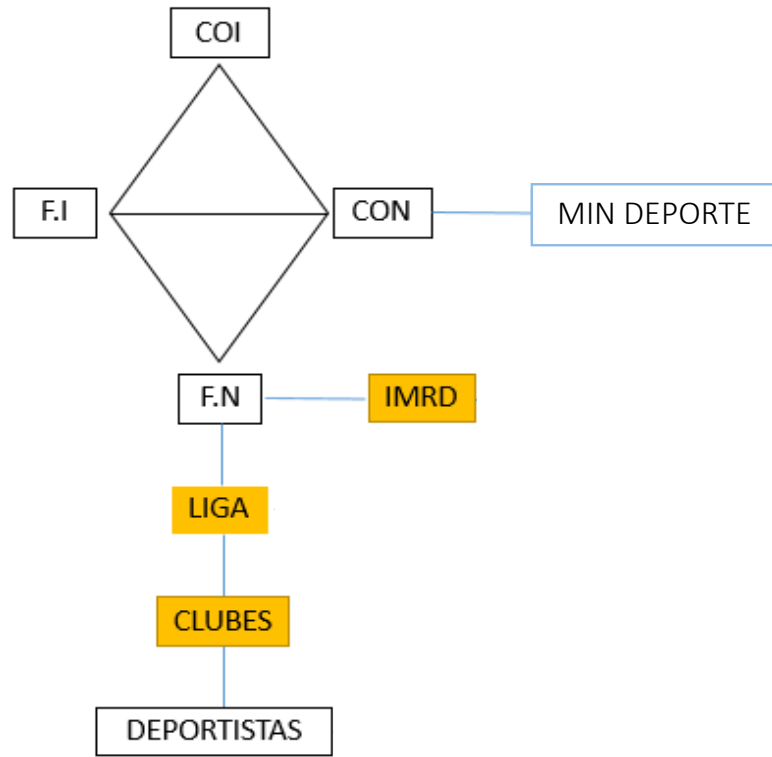 COI
F.I
CON
MIN DEPORTE
F.N
IMRD
LIGA
CLUBES
DEPORTISTAS